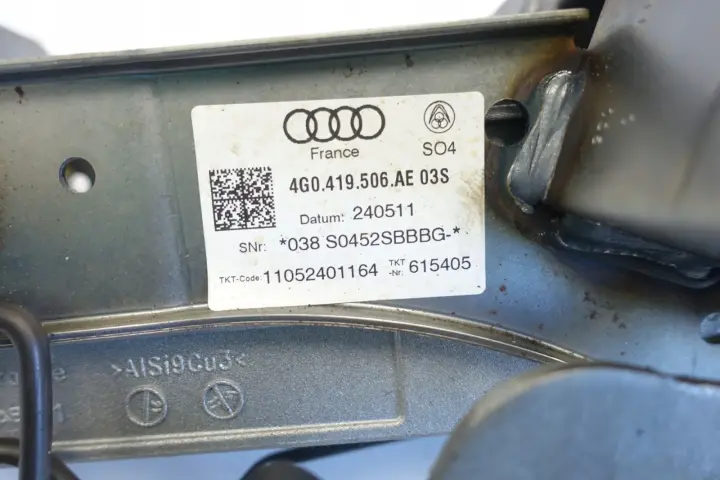 France
SO4
4G0.419.506.AE 03S
Datum: 240511
SNr: *038 S0452SBBBG-*
TKT-Code: 11052401164 TKT-Nr: 615405
>AlSi9Cu3<